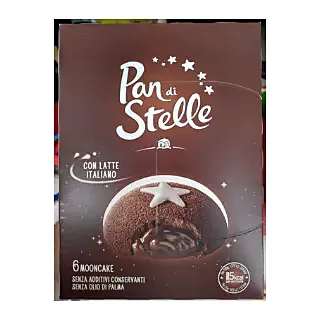 Pan di
Stelle
CON LATTE
ITALIANO
6 MOONCAKE
SENZA ADDITIVI CONSERVANTI
SENZA OLIO DI PALMA